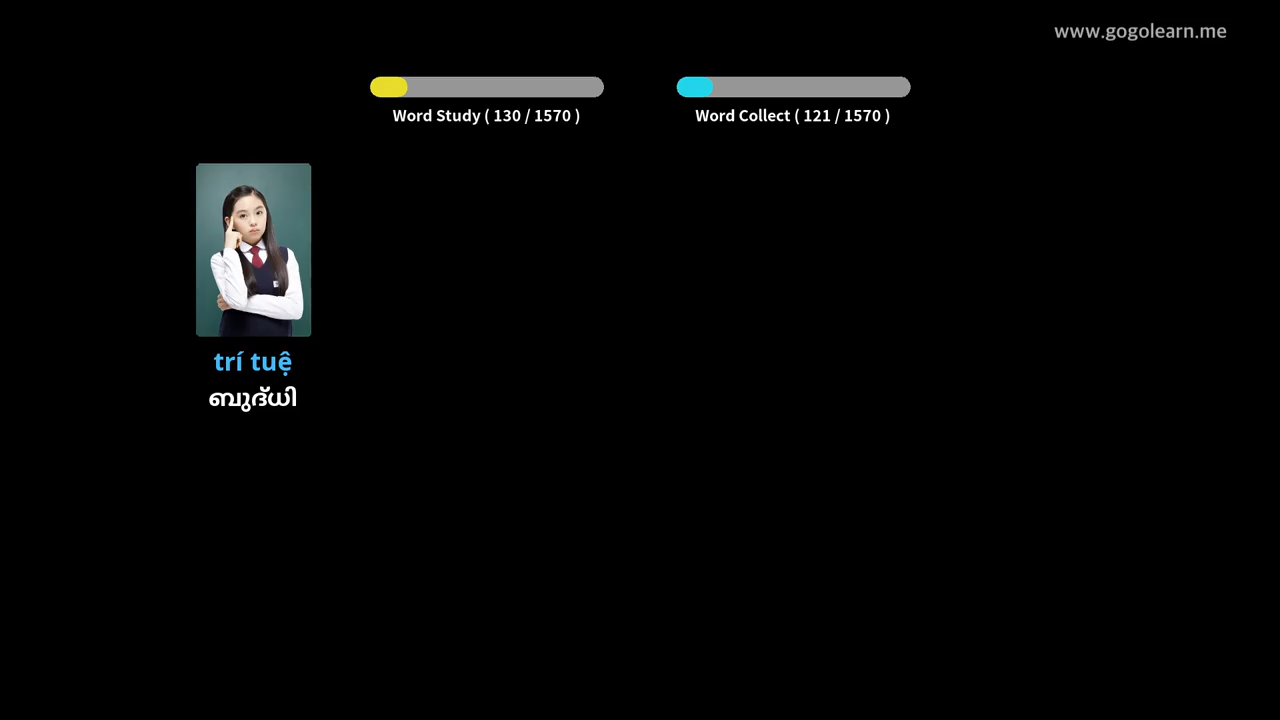 www.gogolearn.me
Word Study ( 130 / 1570 )
Word Collect ( 121 / 1570 )
trí tuệ
ബുദ്ധി